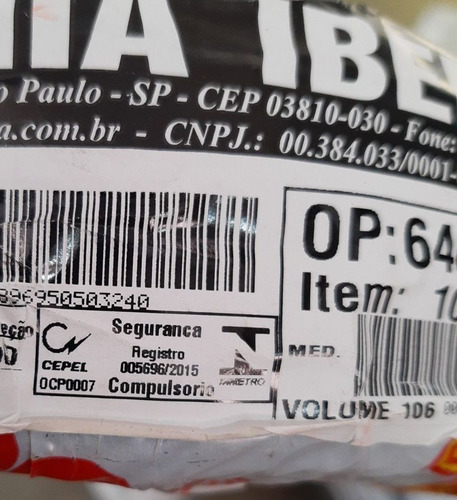 IBE
Paulo - SP - CEP 03810-030 - Fone:
a.com.br - CNPJ.: 00.384.033/0001-
896950503240
OP:64
Item: 10
Seguranca
Registro
005696/2015
Compulsorio
CEPEL
OCP0007
INMETRO
MED.
VOLUME 106